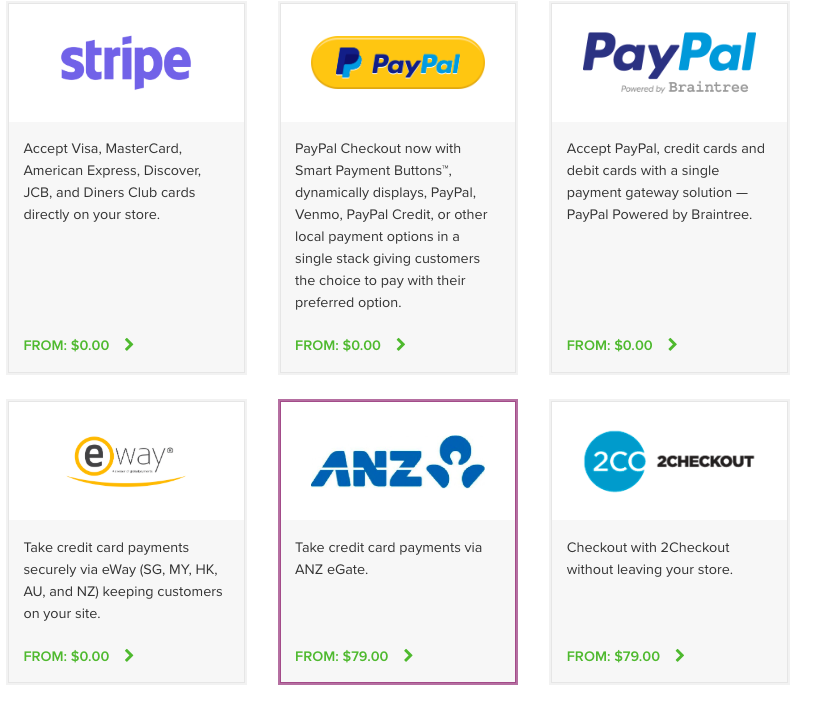 stripe
Accept Visa, MasterCard,
American Express, Discover,
JCB, and Diners Club cards
directly on your store.
FROM: $0.00
PayPal
PayPal Checkout now with
Smart Payment Buttons™,
dynamically displays, PayPal,
Venmo, PayPal Credit, or other
local payment options in a
single stack giving customers
the choice to pay with their
preferred option.
FROM: $0.00
PayPal
Powered by Braintree
Accept PayPal, credit cards and
debit cards with a single
payment gateway solution —
PayPal Powered by Braintree.
FROM: $0.00
eway®
Take credit card payments
securely via eWay (SG, MY, HK,
AU, and NZ) keeping customers
on your site.
FROM: $0.00
ANZ
Take credit card payments via
ANZ eGate.
FROM: $79.00
2CO 2CHECKOUT
Checkout with 2Checkout
without leaving your store.
FROM: $79.00